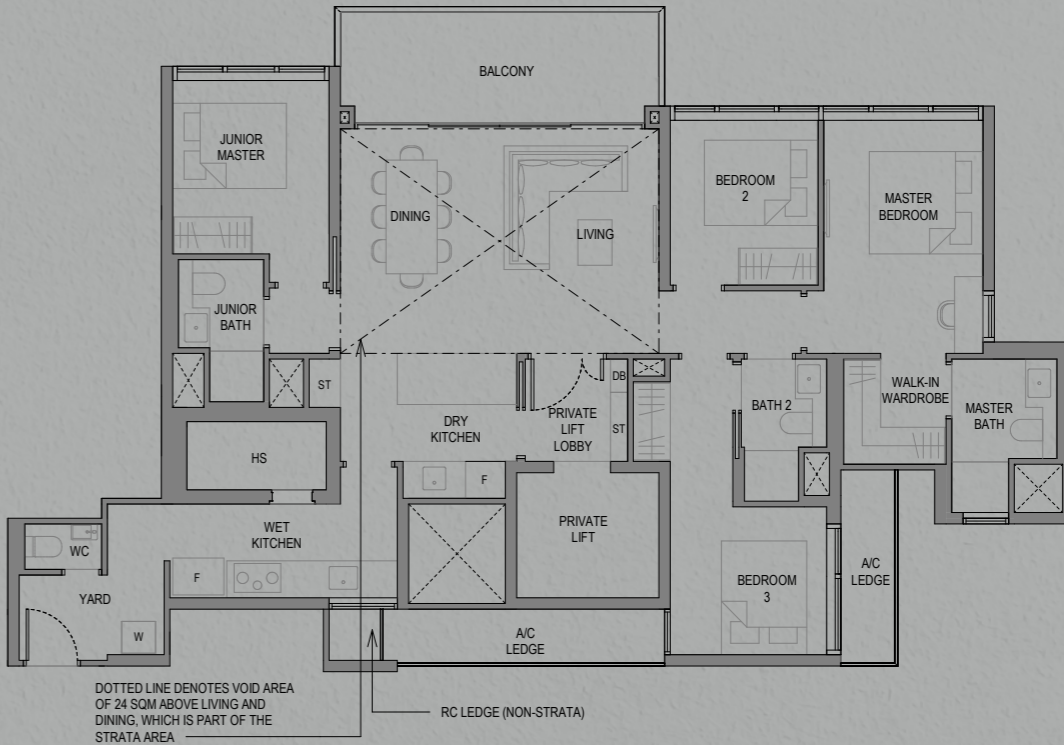 BALCONY
JUNIOR
MASTER
DINING
LIVING
BEDROOM
2
MASTER
BEDROOM
JUNIOR
BATH
ST
DRY
KITCHEN
PRIVATE
LIFT
LOBBY
DB
ST
BATH 2
WALK-IN
WARDROBE
MASTER
BATH
HS
F
WET
KITCHEN
PRIVATE
LIFT
WC
F
YARD
W
BEDROOM
3
A/C
LEDGE
A/C
LEDGE
DOTTED LINE DENOTES VOID AREA
OF 24 SQM ABOVE LIVING AND
DINING, WHICH IS PART OF THE
STRATA AREA
RC LEDGE (NON-STRATA)